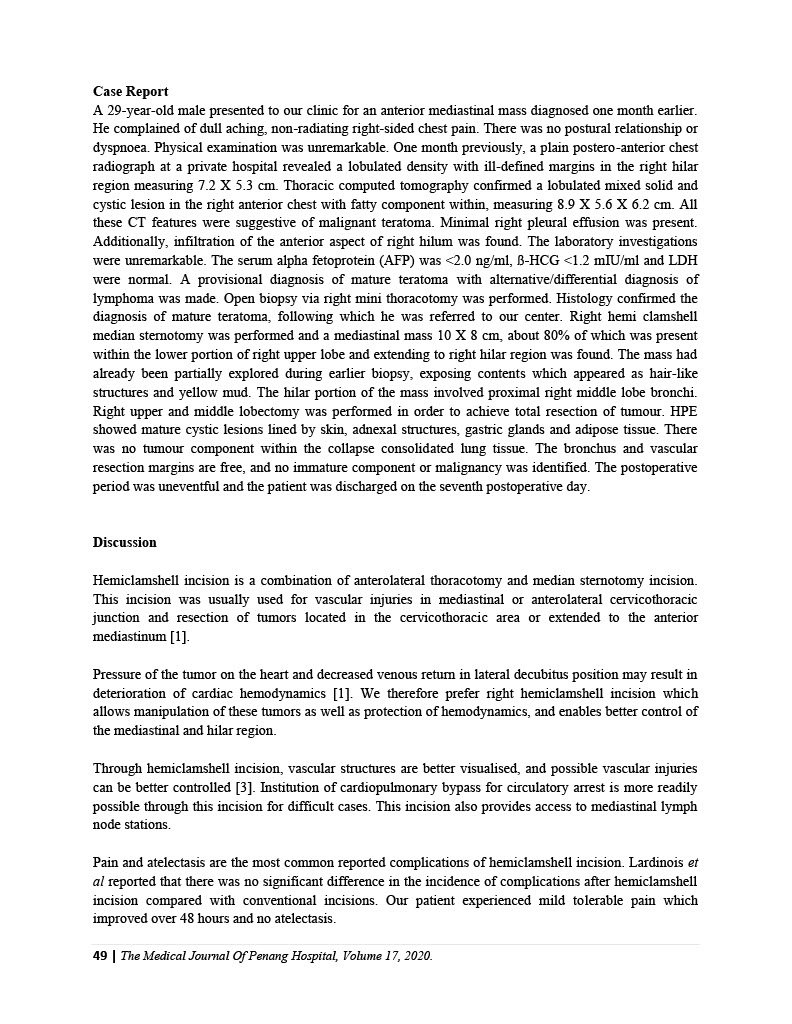 Case Report
A 29-year-old male presented to our clinic for an anterior mediastinal mass diagnosed one month earlier.
He complained of dull aching, non-radiating right-sided chest pain. There was no postural relationship or
dyspnoea. Physical examination was unremarkable. One month previously, a plain postero-anterior chest
radiograph at a private hospital revealed a lobulated density with ill-defined margins in the right hilar
region measuring 7.2 X 5.3 cm. Thoracic computed tomography confirmed a lobulated mixed solid and
cystic lesion in the right anterior chest with fatty component within, measuring 8.9 X 5.6 X 6.2 cm. All
these CT features were suggestive of malignant teratoma. Minimal right pleural effusion was present.
Additionally, infiltration of the anterior aspect of right hilum was found. The laboratory investigations
were unremarkable. The serum alpha fetoprotein (AFP) was <2.0 ng/ml, ß-HCG <1.2 mIU/ml and LDH
were normal. A provisional diagnosis of mature teratoma with alternative/differential diagnosis of
lymphoma was made. Open biopsy via right mini thoracotomy was performed. Histology confirmed the
diagnosis of mature teratoma, following which he was referred to our center. Right hemi clamshell
median sternotomy was performed and a mediastinal mass 10 X 8 cm, about 80% of which was present
within the lower portion of right upper lobe and extending to right hilar region was found. The mass had
already been partially explored during earlier biopsy, exposing contents which appeared as hair-like
structures and yellow mud. The hilar portion of the mass involved proximal right middle lobe bronchi.
Right upper and middle lobectomy was performed in order to achieve total resection of tumour. HPE
showed mature cystic lesions lined by skin, adnexal structures, gastric glands and adipose tissue. There
was no tumour component within the collapse consolidated lung tissue. The bronchus and vascular
resection margins are free, and no immature component or malignancy was identified. The postoperative
period was uneventful and the patient was discharged on the seventh postoperative day.
Discussion
Hemiclamshell incision is a combination of anterolateral thoracotomy and median sternotomy incision.
This incision was usually used for vascular injuries in mediastinal or anterolateral cervicothoracic
junction and resection of tumors located in the cervicothoracic area or extended to the anterior
mediastinum [1].
Pressure of the tumor on the heart and decreased venous return in lateral decubitus position may result in
deterioration of cardiac hemodynamics [1]. We therefore prefer right hemiclamshell incision which
allows manipulation of these tumors as well as protection of hemodynamics, and enables better control of
the mediastinal and hilar region.
Through hemiclamshell incision, vascular structures are better visualised, and possible vascular injuries
can be better controlled [3]. Institution of cardiopulmonary bypass for circulatory arrest is more readily
possible through this incision for difficult cases. This incision also provides access to mediastinal lymph
node stations.
Pain and atelectasis are the most common reported complications of hemiclamshell incision. Lardinois et
al reported that there was no significant difference in the incidence of complications after hemiclamshell
incision compared with conventional incisions. Our patient experienced mild tolerable pain which
improved over 48 hours and no atelectasis.
49 | The Medical Journal Of Penang Hospital, Volume 17, 2020.